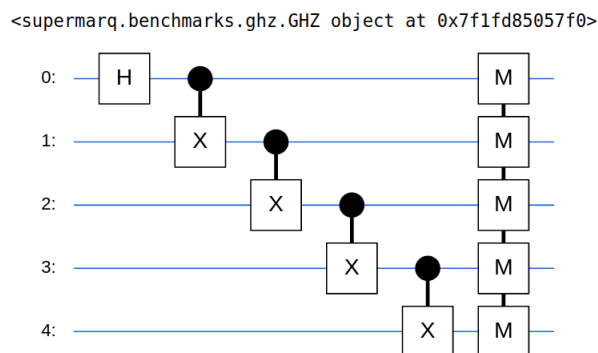 <supermarq.benchmarks.ghz.GHZ object at 0x7f1fd85057f0>
0: H M
1: X M
2: X M
3: X M
4: X M